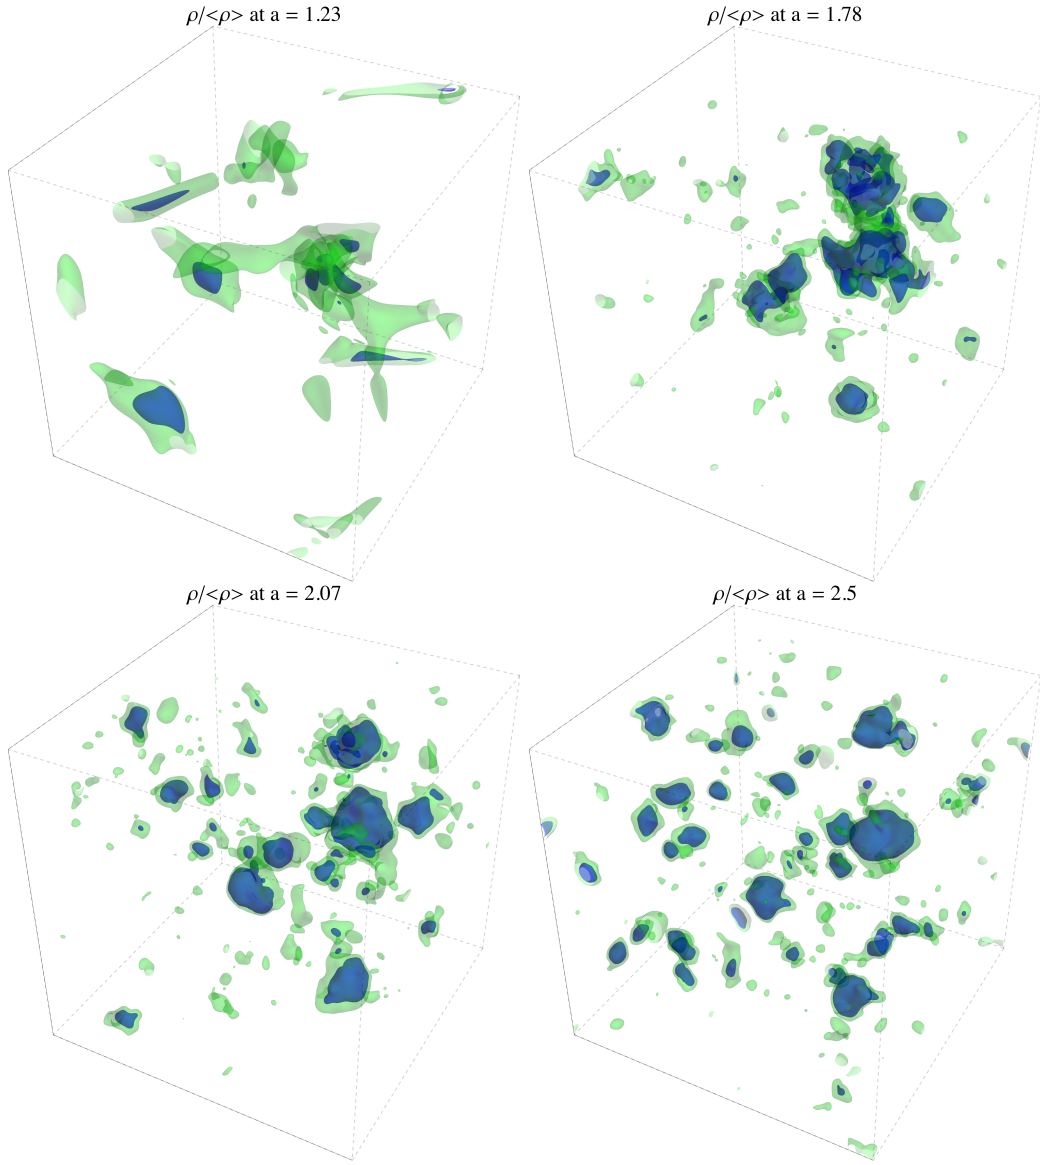 ρ/<ρ> at a = 1.23
ρ/<ρ> at a = 1.78
ρ/<ρ> at a = 2.07
ρ/<ρ> at a = 2.5